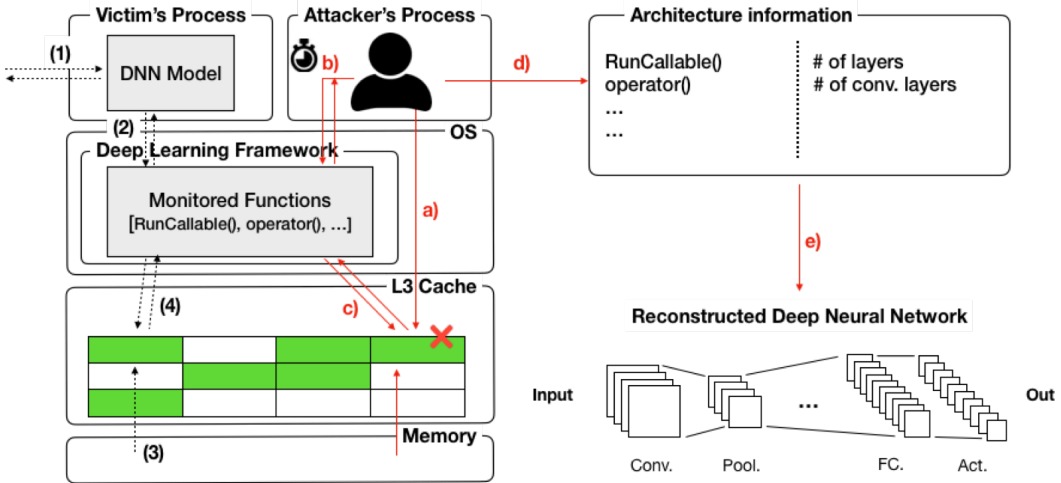 Victim's Process
Attacker's Process
Architecture information
(1)
DNN Model
b)
d)
RunCallable()
# of layers
operator()
# of conv. layers
...
...
(2)
OS
Deep Learning Framework
Monitored Functions
[RunCallable(), operator(), ...]
a)
e)
L3 Cache
(4)
c)
Reconstructed Deep Neural Network
Input
...
Out
Memory
(3)
Conv.
Pool.
FC.
Act.